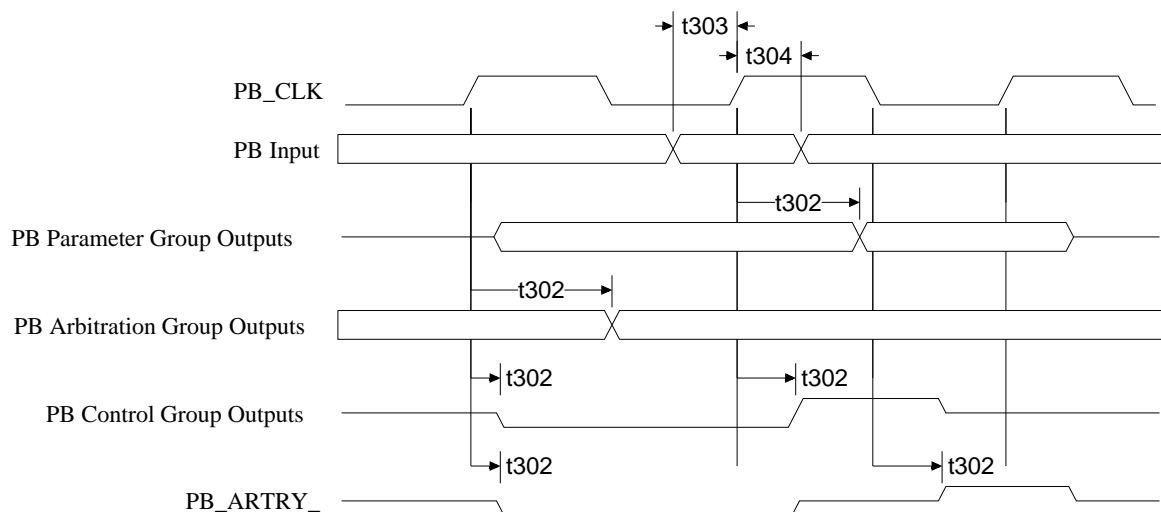 t303
t304
PB_CLK
PB Input
t302
PB Parameter Group Outputs
t302
PB Arbitration Group Outputs
t302
t302
PB Control Group Outputs
t302
t302
PB_ARTRY_